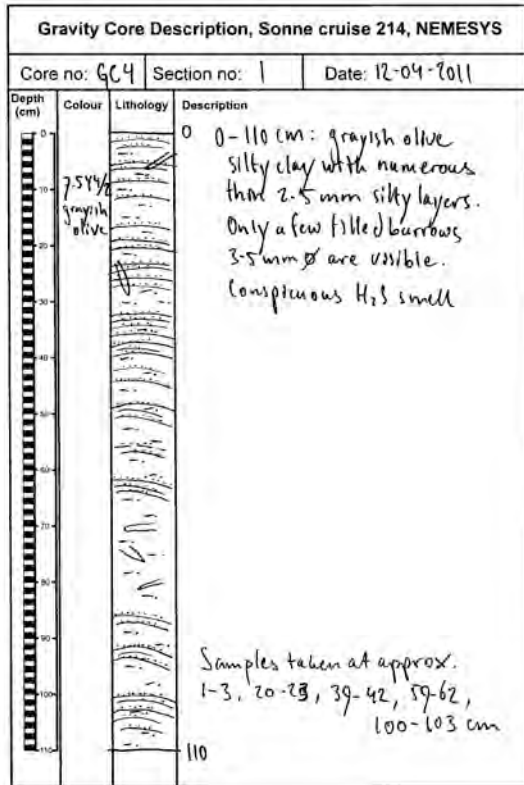 Gravity Core Description, Sonne cruise 214, NEMESYS
Core no: GC4 Section no: 1 Date: 12-04-2011
Depth (cm) Colour Lithology Description
0
10
20
30
40
50
60
70
80
90
100
110
7.5Y4/2
grayish
olive
0
0-110 cm: grayish olive
silty clay with numerous
thin 2-5 mm silty layers.
Only a few filled burrows
3-5 mm ø are visible.
Conspicuous H2S smell
Samples taken at approx.
1-3, 20-23, 39-42, 59-62,
100-103 cm
110